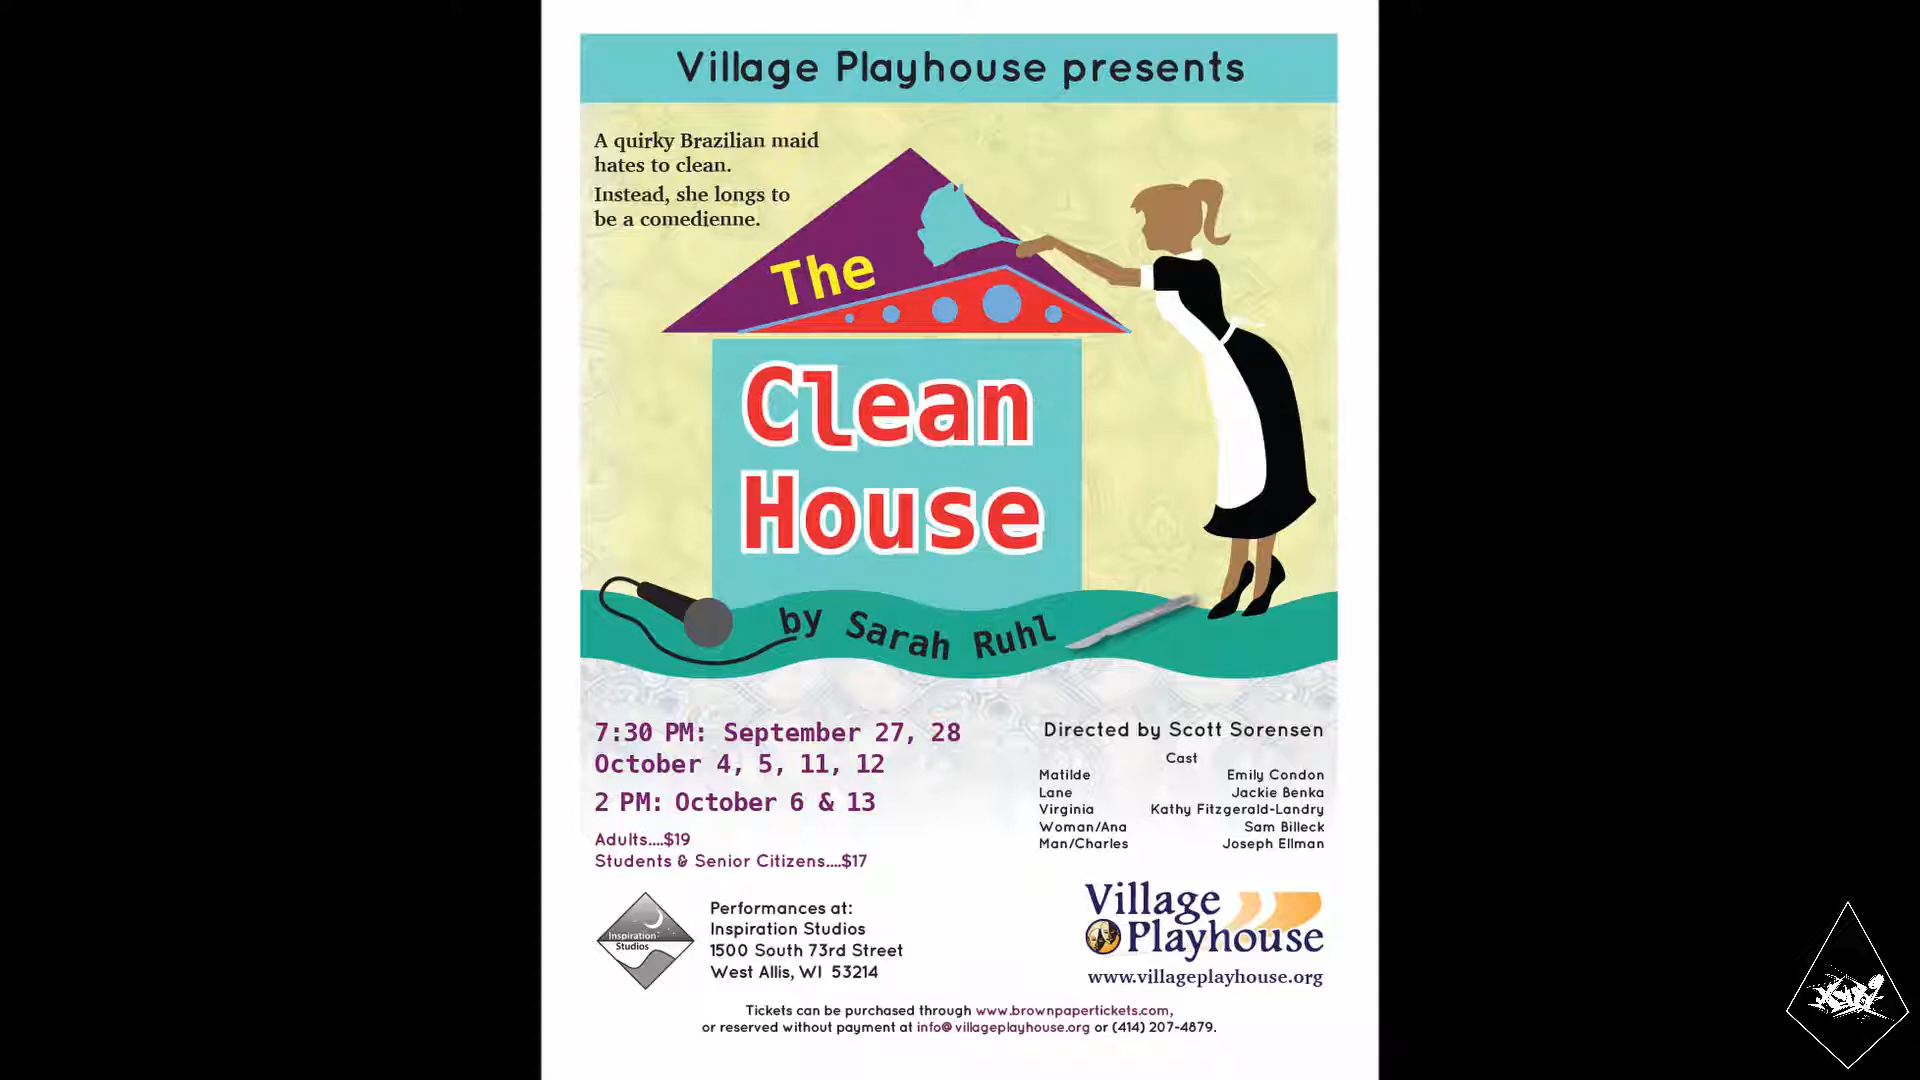 Village Playhouse presents
A quirky Brazilian maid
hates to clean.
Instead, she longs to
be a comedienne.
The
Clean
House
by Sarah Ruhl
7:30 PM: September 27, 28
October 4, 5, 11, 12
2 PM: October 6 & 13
Adults....$19
Students & Senior Citizens....$17
Directed by Scott Sorensen
Cast
Matilde Emily Condon
Lane Jackie Benka
Virginia Kathy Fitzgerald-Landry
Woman/Ana Sam Billeck
Man/Charles Joseph Ellman
Inspiration
Studios
Performances at:
Inspiration Studios
1500 South 73rd Street
West Allis, WI 53214
Village
Playhouse
www.villageplayhouse.org
Tickets can be purchased through www.brownpapertickets.com,
or reserved without payment at info@villageplayhouse.org or (414) 207-4879.